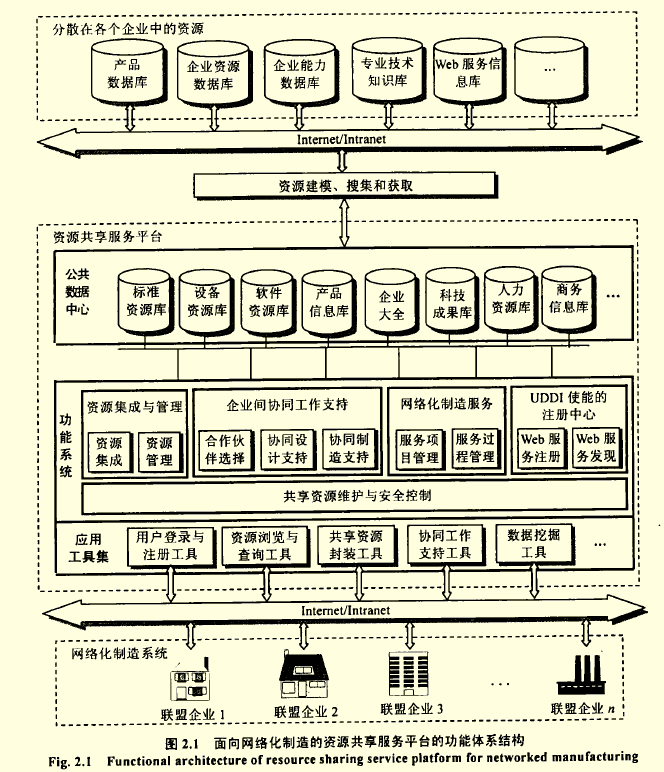 分散在各个企业中的资源
产品
数据库
企业资源
数据库
企业能力
数据库
专业技术
知识库
Web 服务信
息库
…
Internet/Intranet
资源建模、搜集和获取
资源共享服务平台
公共
数据
中心
标准
资源库
设备
资源库
软件
资源库
产品
信息库
企业
大全
科技
成果库
人力
资源库
商务
信息库
…
功能系统
资源集成与管理
资源
集成
资源
管理
企业间协同工作支持
合作伙
伴选择
协同设
计支持
协同制
造支持
网络化制造服务
服务项
目管理
服务过
程管理
UDDI 使能的
注册中心
Web 服
务注册
Web 服
务发现
共享资源维护与安全控制
应用
工具集
用户登录与
注册工具
资源浏览与
查询工具
共享资源
封装工具
协同工作
支持工具
数据挖掘
工具
…
Internet/Intranet
网络化制造系统
联盟企业 1
联盟企业 2
联盟企业 3
…
联盟企业 n
图 2.1 面向网络化制造的资源共享服务平台的功能体系结构
Fig. 2.1 Functional architecture of resource sharing service platform for networked manufacturing